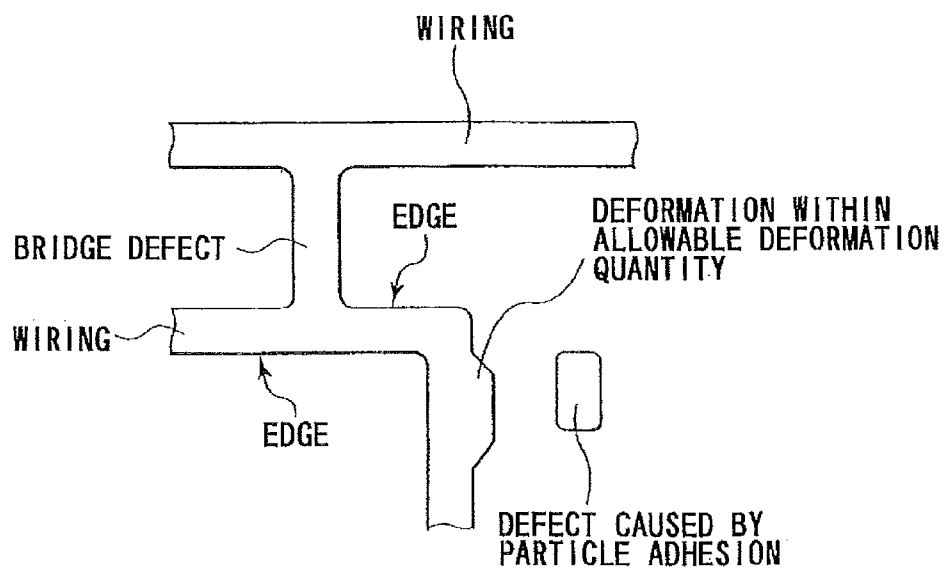 WIRING
DEFORMATION WITHIN
ALLOWABLE DEFORMATION
QUANTITY
EDGE
BRIDGE DEFECT
WIRING
EDGE
DEFECT CAUSED BY
PARTICLE ADHESION